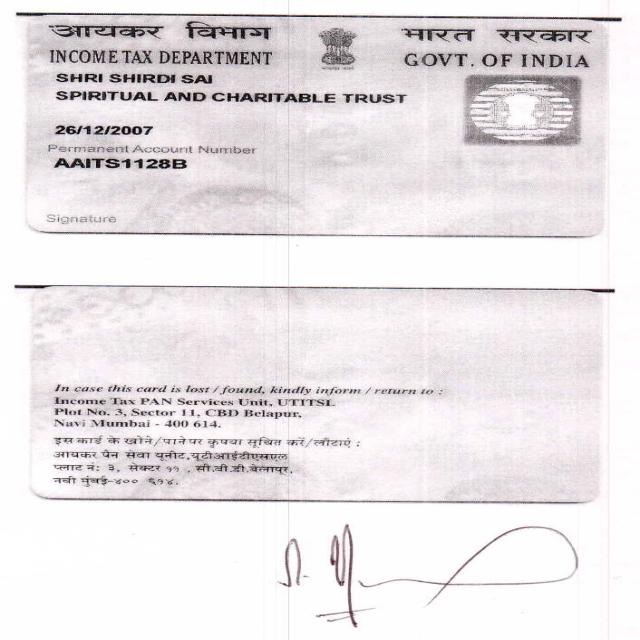 आयकर विभाग
भारत सरकार
INCOME TAX DEPARTMENT
GOVT. OF INDIA
SHRI SHIRDI SAI
SPIRITUAL AND CHARITABLE TRUST
26/12/2007
Permanent Account Number
AAITS1128B
Signature
In case this card is lost / found, kindly inform / return to :
Income Tax PAN Services Unit, UTITSL
Plot No. 3, Sector 11, CBD Belapur,
Navi Mumbai - 400 614.
इस कार्ड के खोने/पाने पर कृपया सूचित करें/लौटाएं :
आयकर पैन सेवा यूनीट, यूटीआईटीएसएल
प्लाट नं: ३, सेक्टर ११ , सी.बी.डी.बेलापूर,
नवी मुंबई-४०० ६१४.